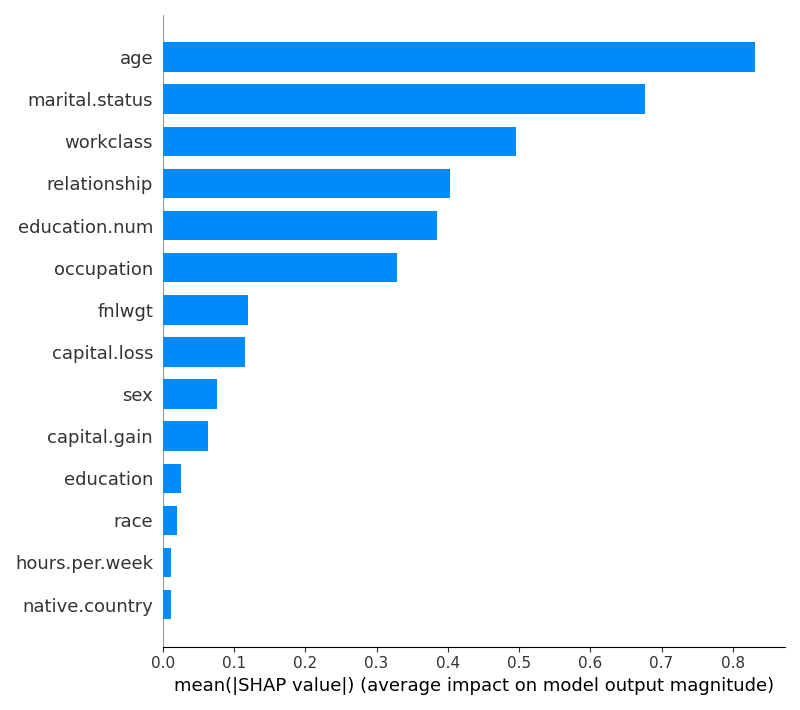 age
marital.status
workclass
relationship
education.num
occupation
fnlwgt
capital.loss
sex
capital.gain
education
race
hours.per.week
native.country
0.0 0.1 0.2 0.3 0.4 0.5 0.6 0.7 0.8
mean(|SHAP value|) (average impact on model output magnitude)